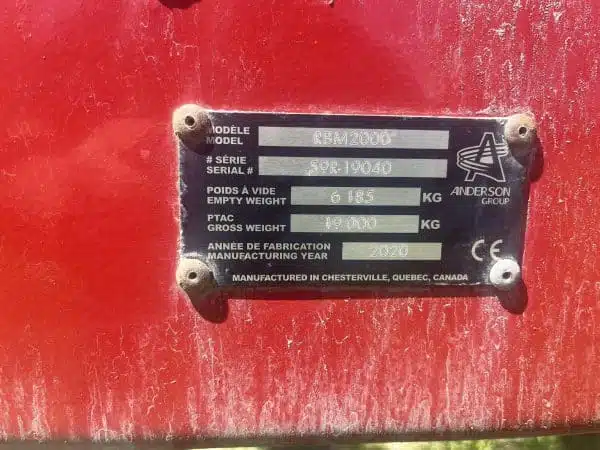 MODÈLE
MODEL RBM2000
# SÉRIE
SERIAL # S9R-19040
ANDERSON
GROUP
POIDS À VIDE
EMPTY WEIGHT 6 185 KG
PTAC
GROSS WEIGHT 19 000 KG
ANNÉE DE FABRICATION
MANUFACTURING YEAR 2020 CE
MANUFACTURED IN CHESTERVILLE, QUEBEC, CANADA